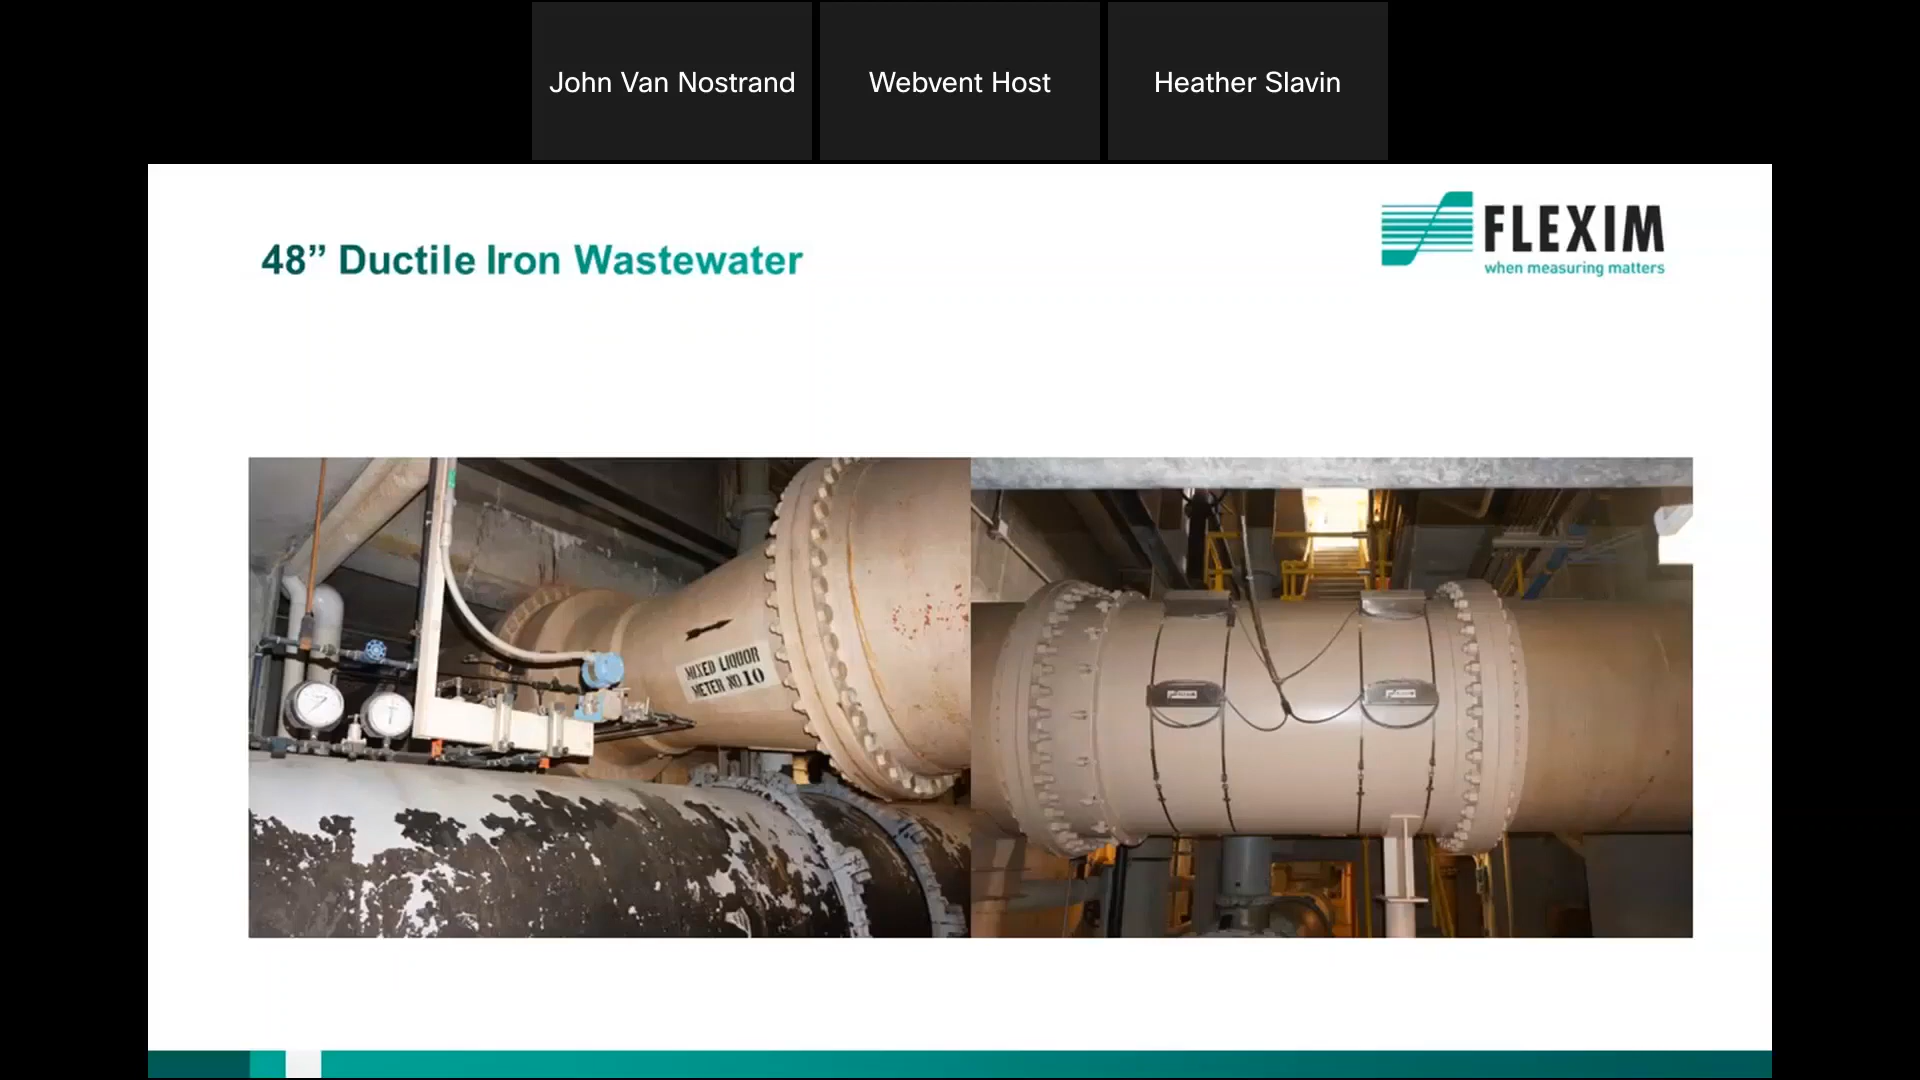 John Van Nostrand
Webvent Host
Heather Slavin
48” Ductile Iron Wastewater
FLEXIM
when measuring matters
MIXED LIQUOR
METER NO 10